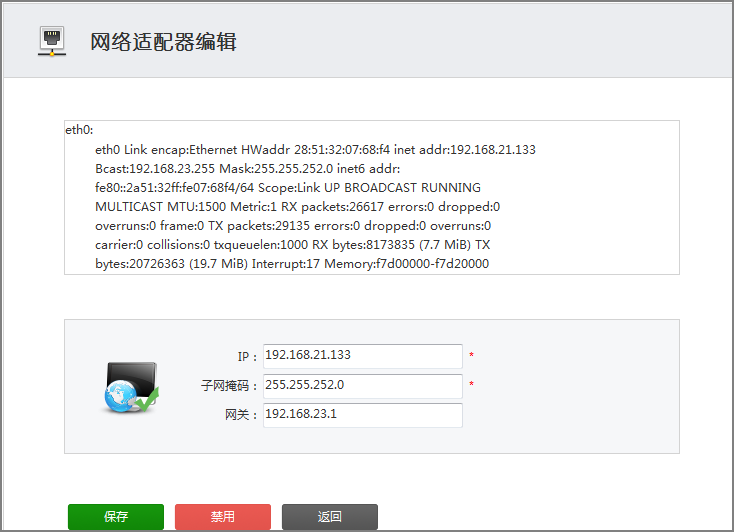 网络适配器编辑
eth0:
eth0 Link encap:Ethernet HWaddr 28:51:32:07:68:f4 inet addr:192.168.21.133
Bcast:192.168.23.255 Mask:255.255.252.0 inet6 addr:
fe80::2a51:32ff:fe07:68f4/64 Scope:Link UP BROADCAST RUNNING
MULTICAST MTU:1500 Metric:1 RX packets:26617 errors:0 dropped:0
overruns:0 frame:0 TX packets:29135 errors:0 dropped:0 overruns:0
carrier:0 collisions:0 txqueuelen:1000 RX bytes:8173835 (7.7 MiB) TX
bytes:20726363 (19.7 MiB) Interrupt:17 Memory:f7d00000-f7d20000
IP： 192.168.21.133 *
子网掩码： 255.255.252.0 *
网关： 192.168.23.1
保存 禁用 返回